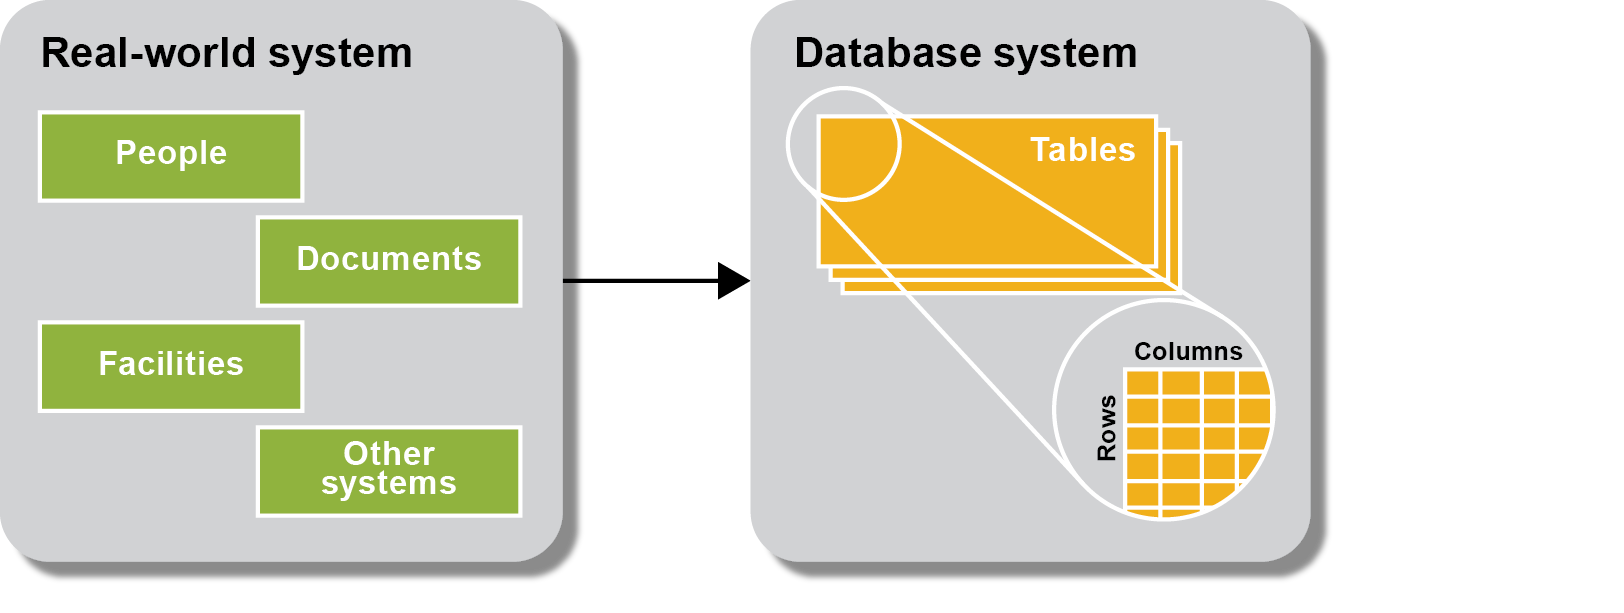 Real-world system
People
Documents
Facilities
Other
systems
Database system
Tables
Columns
Rows